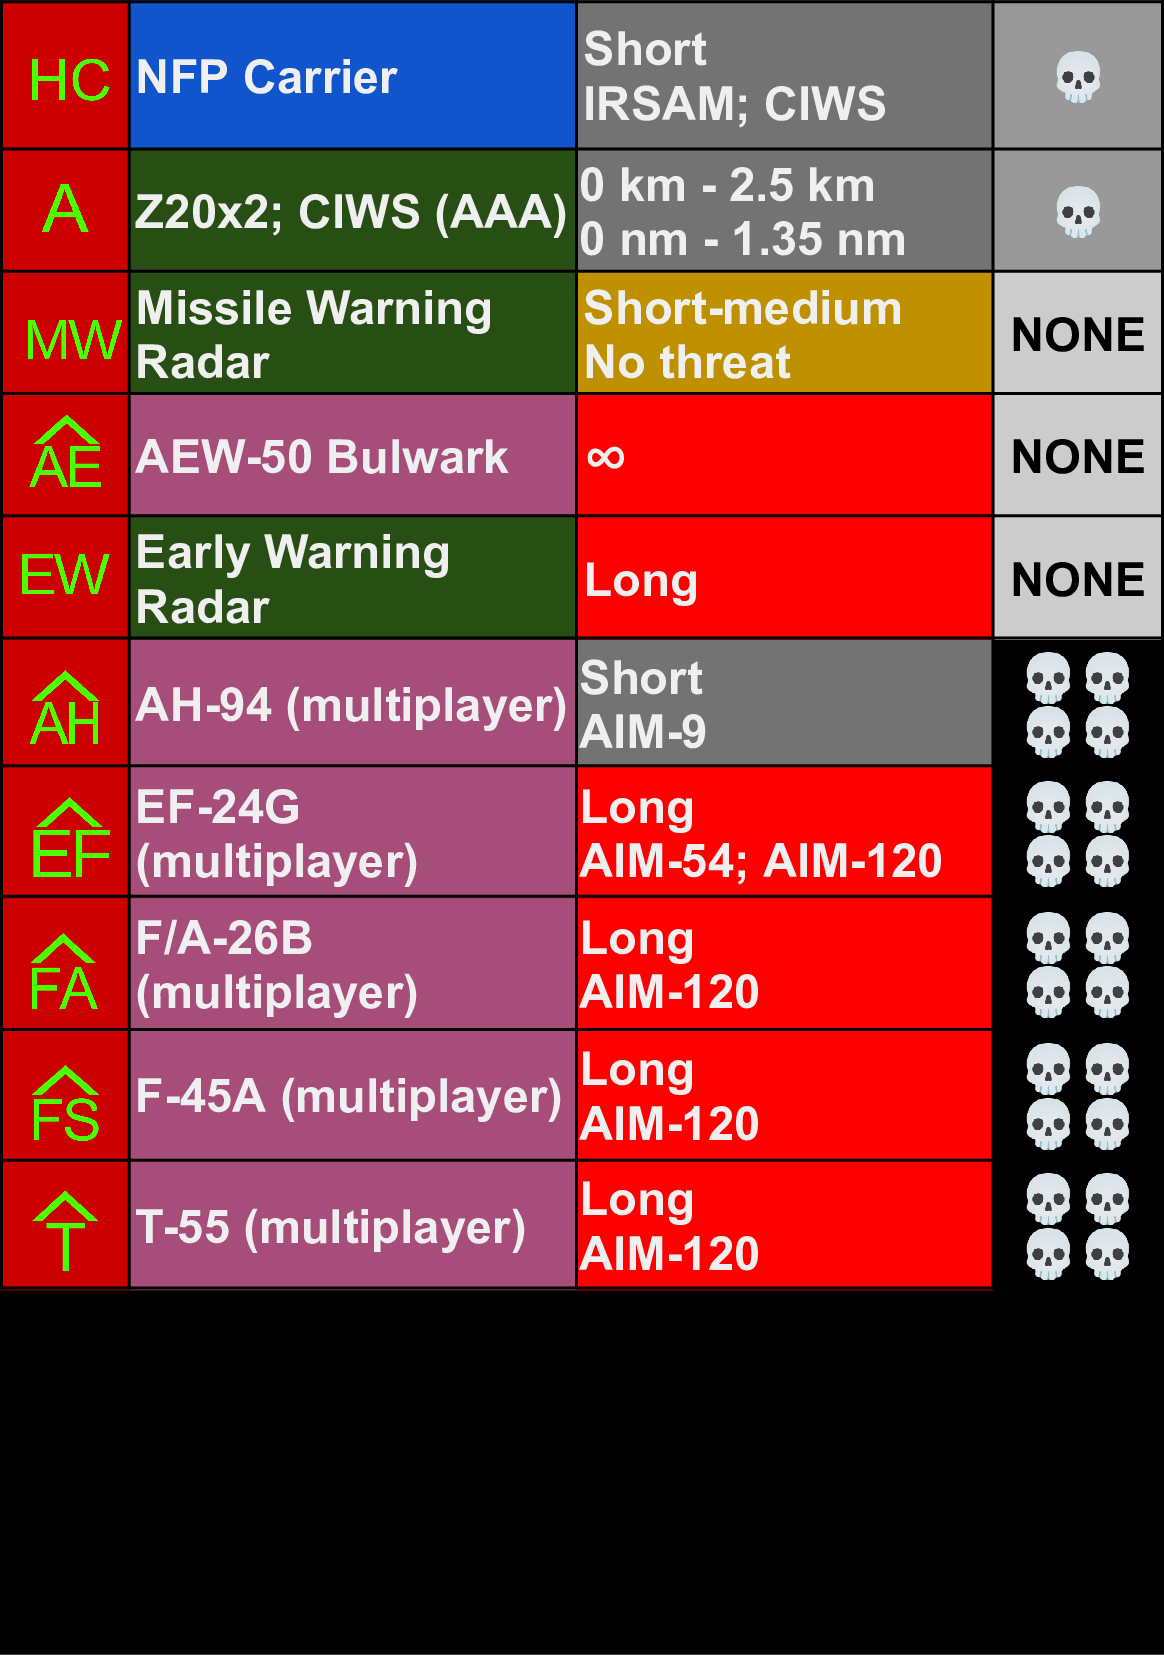 HC
NFP Carrier
Short
IRSAM; CIWS
A
Z20x2; CIWS (AAA)
0 km - 2.5 km
0 nm - 1.35 nm
MW
Missile Warning
Radar
Short-medium
No threat
NONE
AE
AEW-50 Bulwark
∞
NONE
EW
Early Warning
Radar
Long
NONE
AH
AH-94 (multiplayer)
Short
AIM-9
EF
EF-24G
(multiplayer)
Long
AIM-54; AIM-120
FA
F/A-26B
(multiplayer)
Long
AIM-120
FS
F-45A (multiplayer)
Long
AIM-120
T
T-55 (multiplayer)
Long
AIM-120